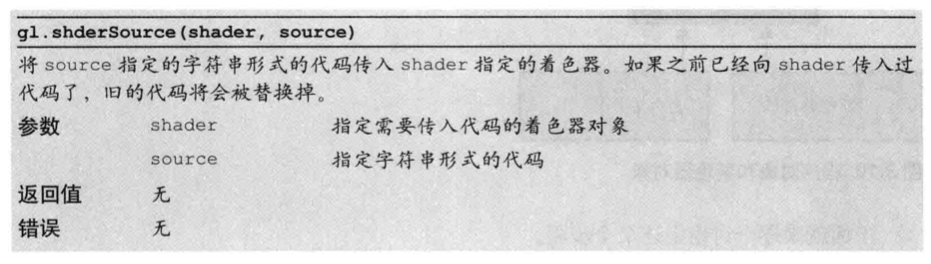 gl.shderSource(shader, source)
将 source 指定的字符串形式的代码传入 shader 指定的着色器。如果之前已经向 shader 传入过
代码了，旧的代码将会被替换掉。
参数 shader 指定需要传入代码的着色器对象
source 指定字符串形式的代码
返回值 无
错误 无